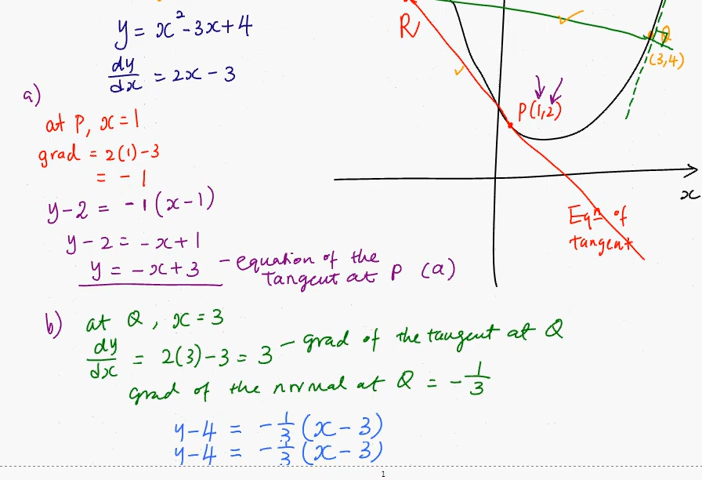 y = x² - 3x + 4
dy/dx = 2x - 3
a)
at P, x = 1
grad = 2(1) - 3
= -1
y - 2 = -1(x - 1)
y - 2 = -x + 1
y = -x + 3 - equation of the
tangent at P (a)
R
Q
(3,4)
P(1,2)
x
Eqn of
tangent
b) at Q, x = 3
dy/dx = 2(3) - 3 = 3 - grad of the tangent at Q
grad of the normal at Q = -1/3
y - 4 = -1/3 (x - 3)
y - 4 = -1/3 (x - 3)
1